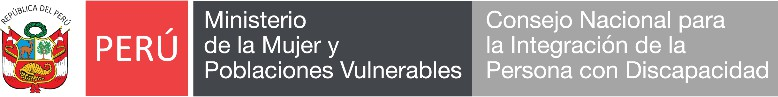 REPÚBLICA DEL PERÚ
PERÚ
Ministerio
de la Mujer y
Poblaciones Vulnerables
Consejo Nacional para
la Integración de la
Persona con Discapacidad